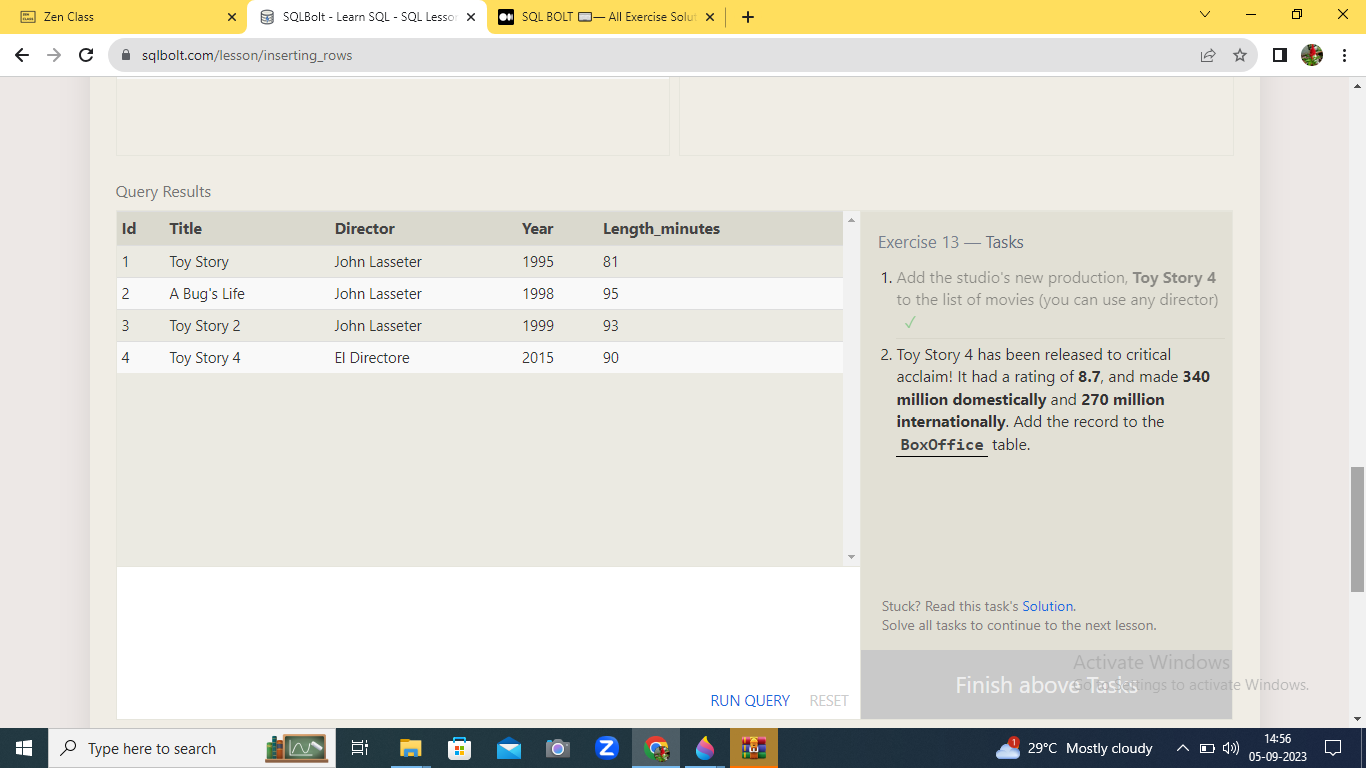 Zen Class
SQLBolt - Learn SQL - SQL Lesson
SQL BOLT — All Exercise Solut
sqlbolt.com/lesson/inserting_rows
Query Results
Id Title Director Year Length_minutes
1 Toy Story John Lasseter 1995 81
2 A Bug's Life John Lasseter 1998 95
3 Toy Story 2 John Lasseter 1999 93
4 Toy Story 4 El Directore 2015 90
RUN QUERY RESET
Exercise 13 — Tasks
1. Add the studio's new production, Toy Story 4
to the list of movies (you can use any director)
✓
2. Toy Story 4 has been released to critical
acclaim! It had a rating of 8.7, and made 340
million domestically and 270 million
internationally. Add the record to the
BoxOffice table.
Stuck? Read this task's Solution.
Solve all tasks to continue to the next lesson.
Finish above Tasks
Activate Windows
Go to Settings to activate Windows.
Type here to search
1
29°C Mostly cloudy
14:56
05-09-2023